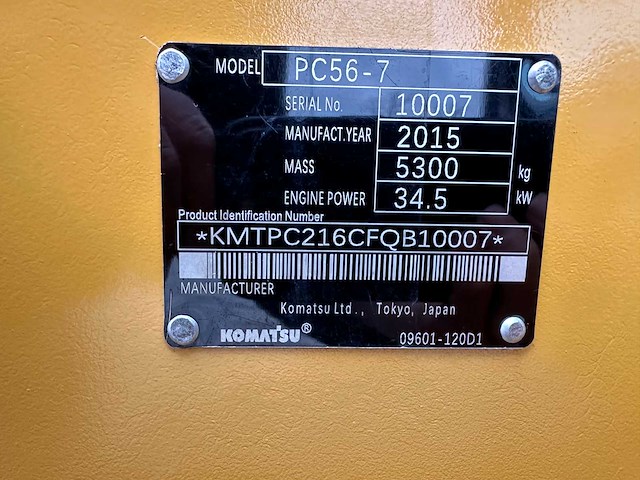 MODEL PC56-7
SERIAL No. 10007
MANUFACT.YEAR 2015
MASS 5300 kg
ENGINE POWER 34.5 kW
Product Identification Number
*KMTPC216CFQB10007*
MANUFACTURER
Komatsu Ltd., Tokyo, Japan
KOMATSU® 09601-120D1